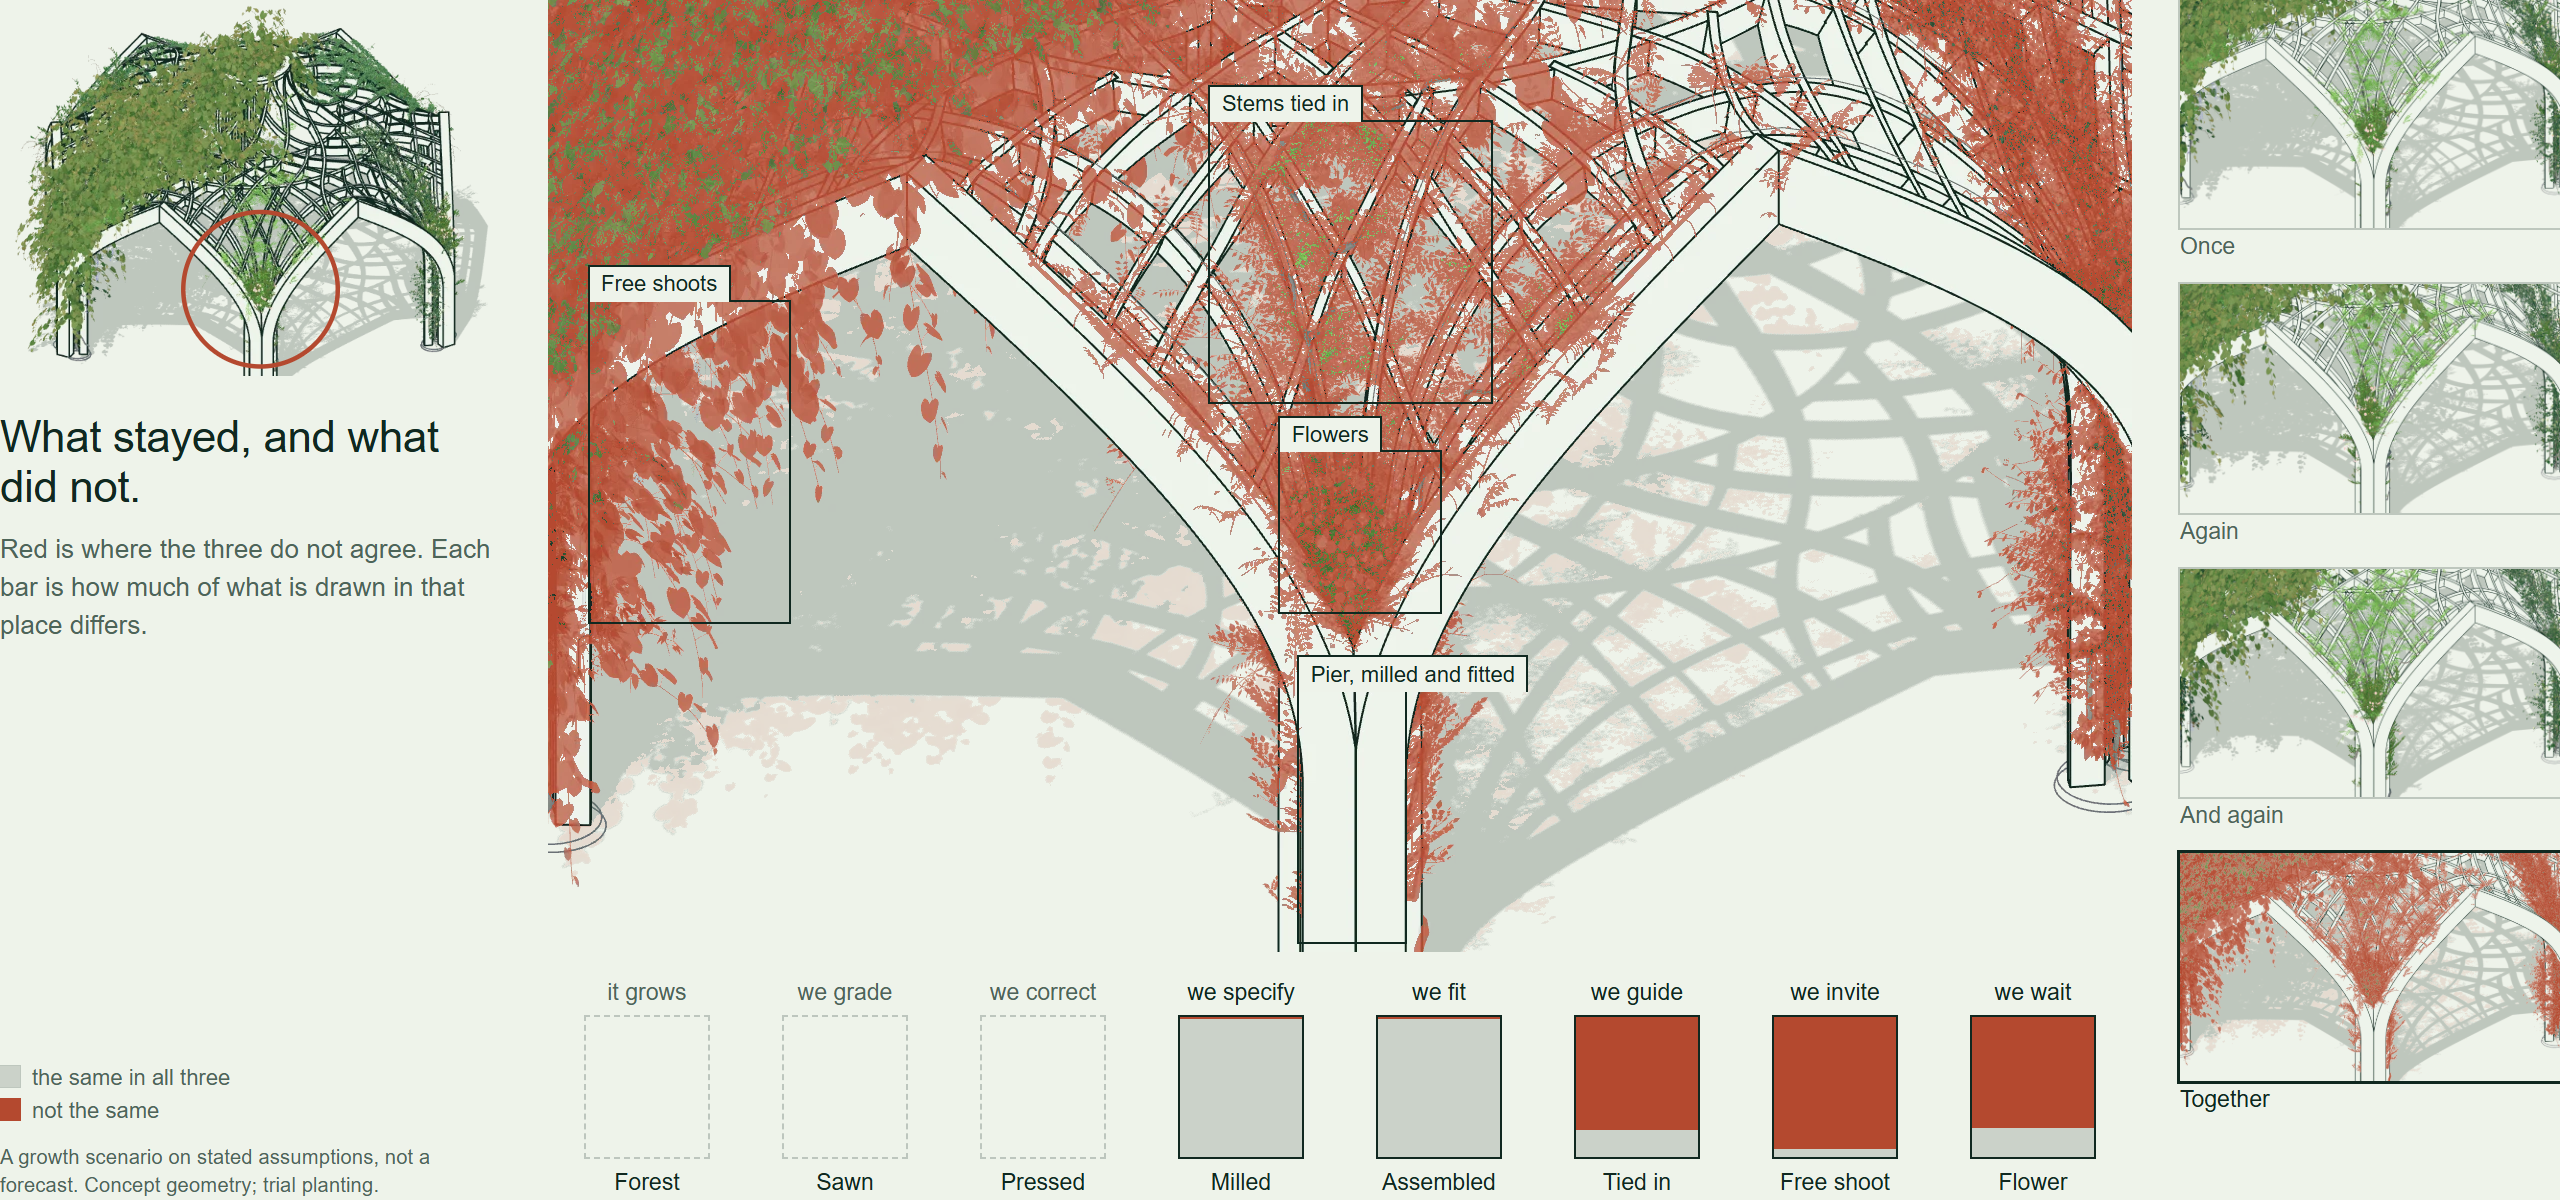 What stayed, and what
did not.
Red is where the three do not agree. Each
bar is how much of what is drawn in that
place differs.
the same in all three
not the same
A growth scenario on stated assumptions, not a
forecast. Concept geometry; trial planting.
Stems tied in
Free shoots
Flowers
Pier, milled and fitted
it grows
we grade
we correct
we specify
we fit
we guide
we invite
we wait
Forest
Sawn
Pressed
Milled
Assembled
Tied in
Free shoot
Flower
Once
Again
And again
Together